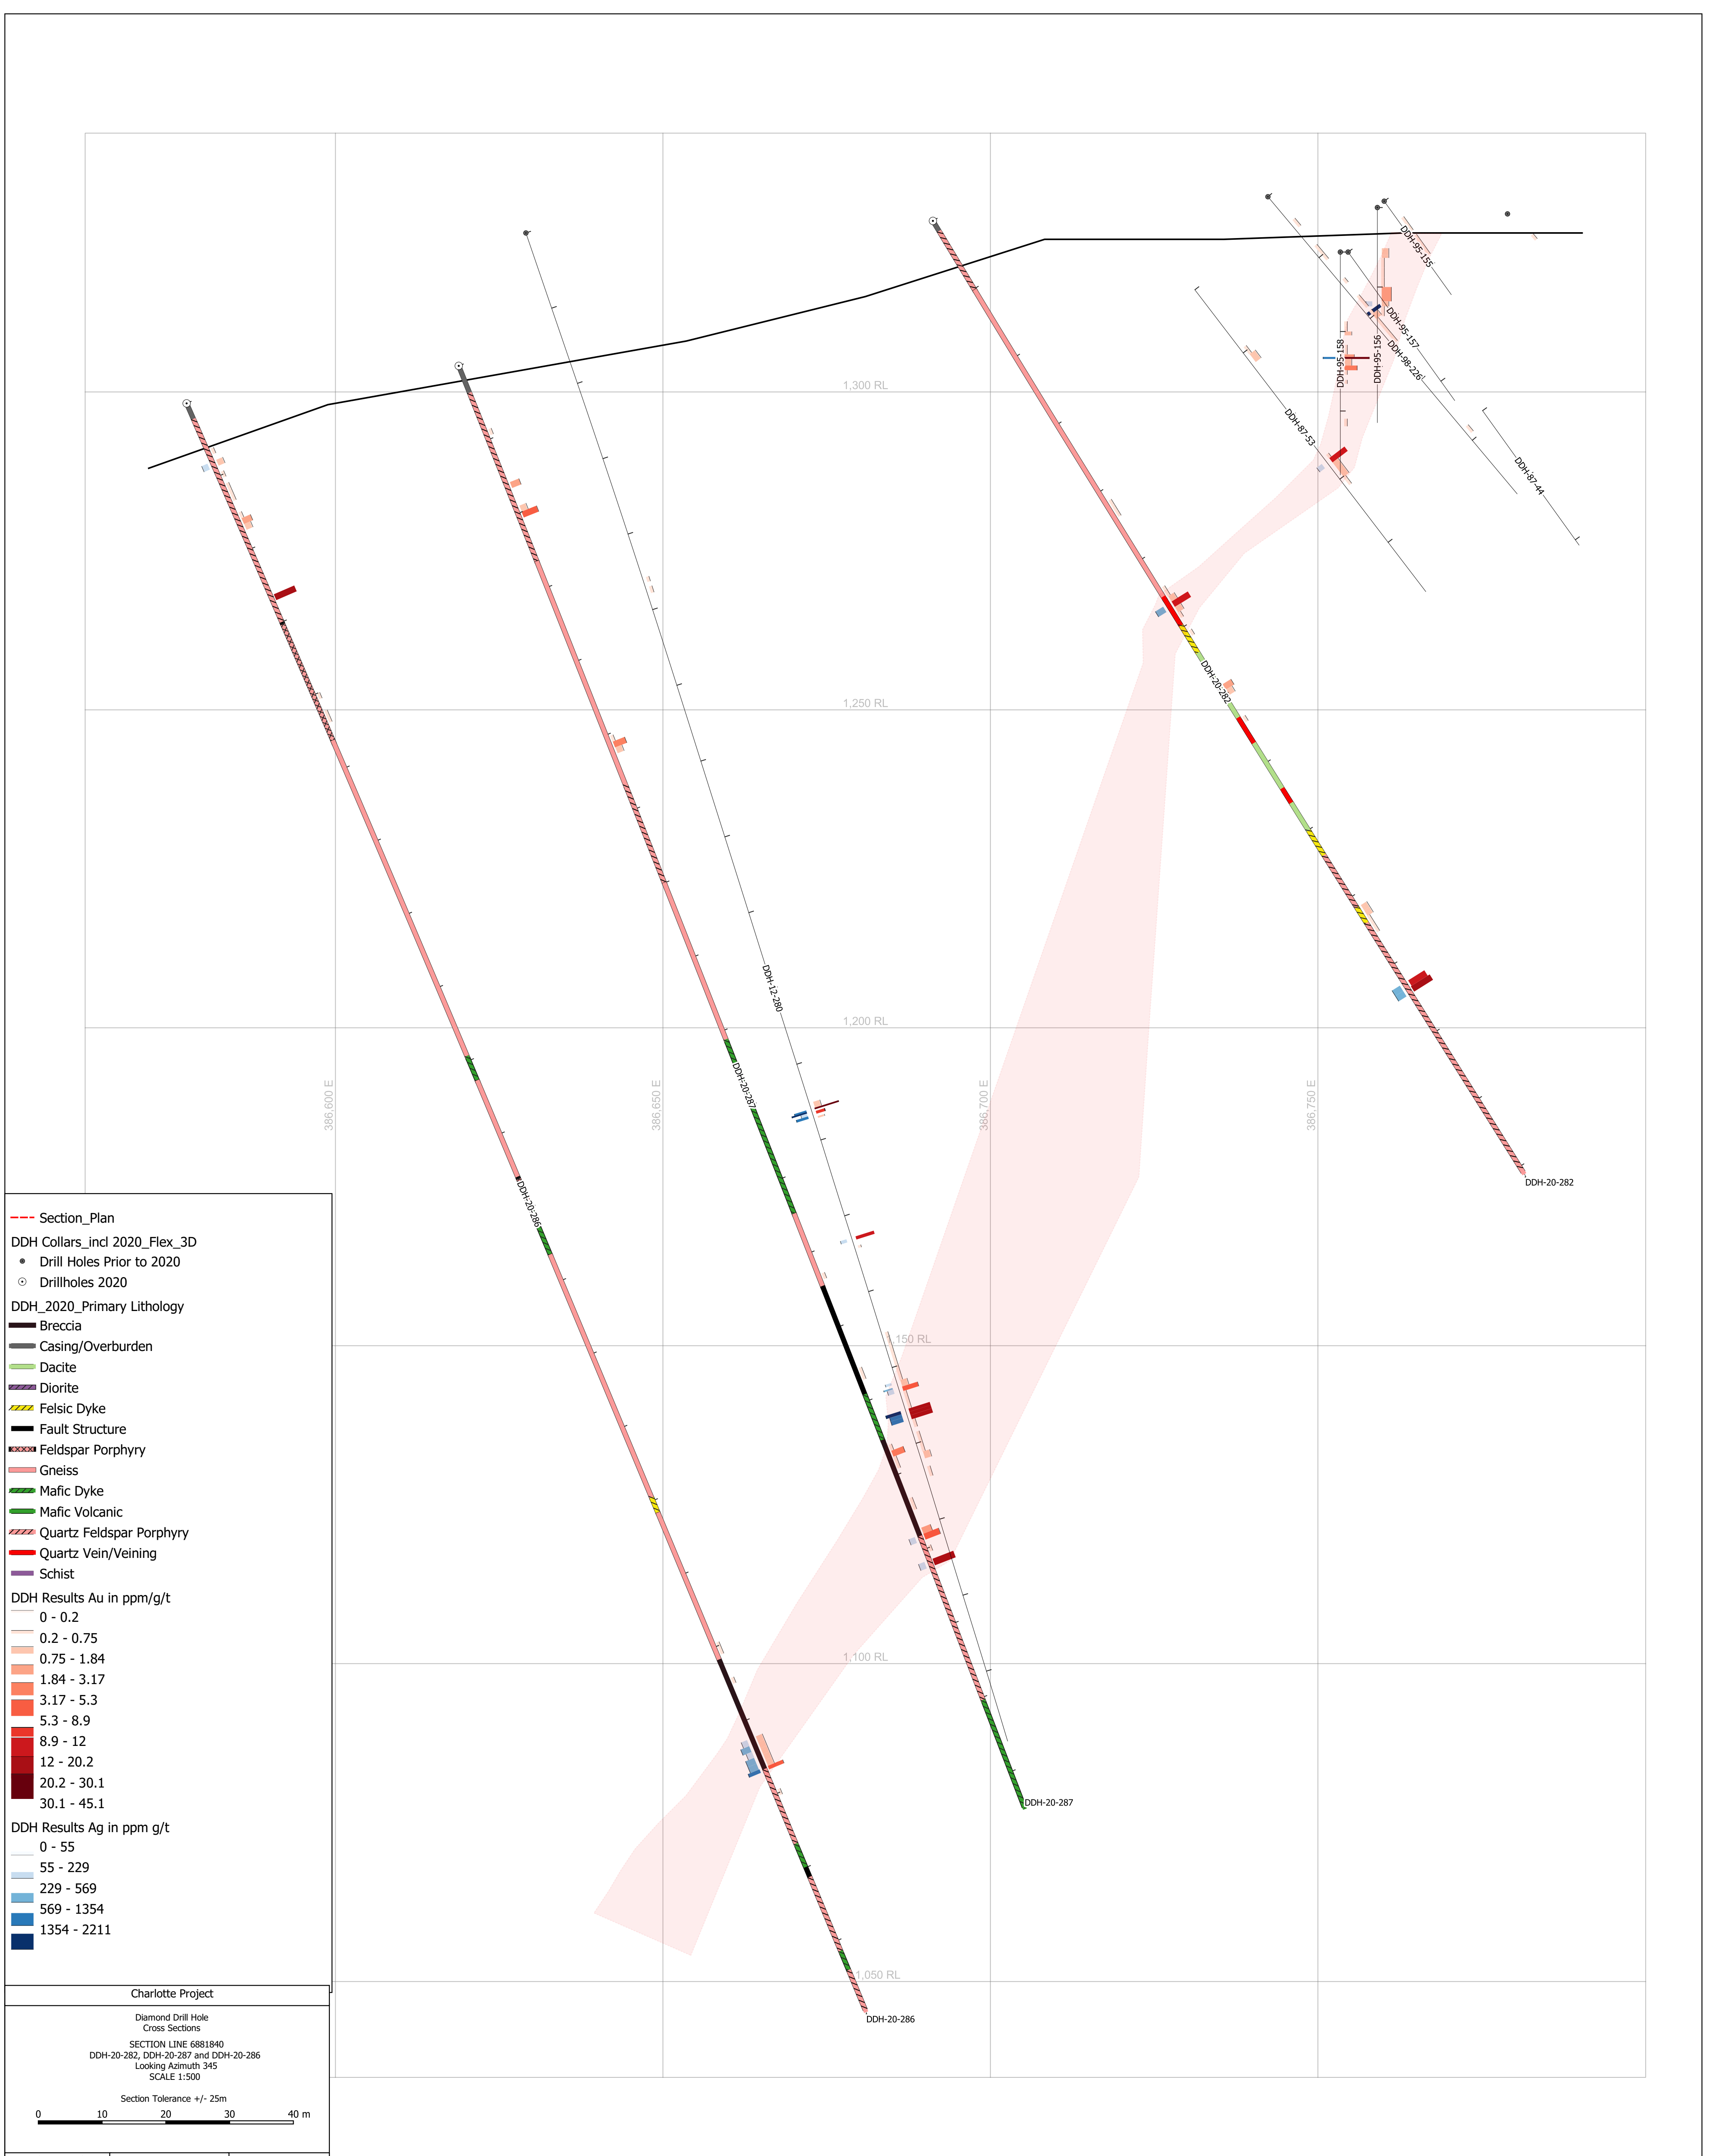 DDH-95-155
DDH-95-157
DDH-98-226
DDH-95-156
DDH-95-158
1,300 RL
DDH-87-53
DDH-87-44
DDH-20-282
1,250 RL
DDH-12-280
1,200 RL
386,600 E
386,650 E
386,700 E
386,750 E
DDH-20-287
DDH-20-282
DDH-20-286
,150 RL
1,100 RL
DDH-20-287
1,050 RL
DDH-20-286
Section_Plan
DDH Collars_incl 2020_Flex_3D
Drill Holes Prior to 2020
Drillholes 2020
DDH_2020_Primary Lithology
Breccia
Casing/Overburden
Dacite
Diorite
Felsic Dyke
Fault Structure
Feldspar Porphyry
Gneiss
Mafic Dyke
Mafic Volcanic
Quartz Feldspar Porphyry
Quartz Vein/Veining
Schist
DDH Results Au in ppm/g/t
0 - 0.2
0.2 - 0.75
0.75 - 1.84
1.84 - 3.17
3.17 - 5.3
5.3 - 8.9
8.9 - 12
12 - 20.2
20.2 - 30.1
30.1 - 45.1
DDH Results Ag in ppm g/t
0 - 55
55 - 229
229 - 569
569 - 1354
1354 - 2211
Charlotte Project
Diamond Drill Hole
Cross Sections
SECTION LINE 6881840
DDH-20-282, DDH-20-287 and DDH-20-286
Looking Azimuth 345
SCALE 1:500
Section Tolerance +/- 25m
0 10 20 30 40 m